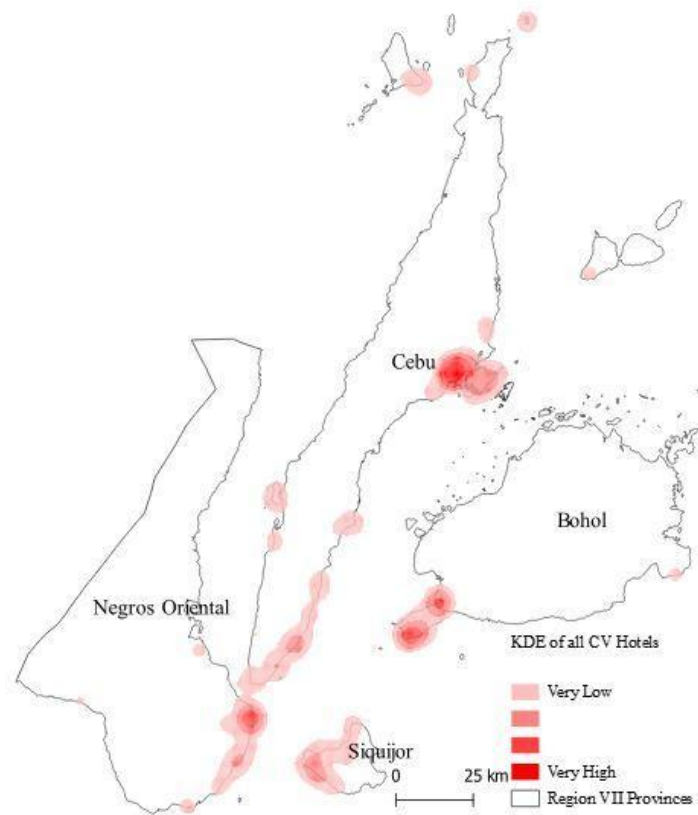 Cebu
Bohol
Negros Oriental
Siquijor
0 25 km
KDE of all CV Hotels
Very Low
Very High
Region VII Provinces